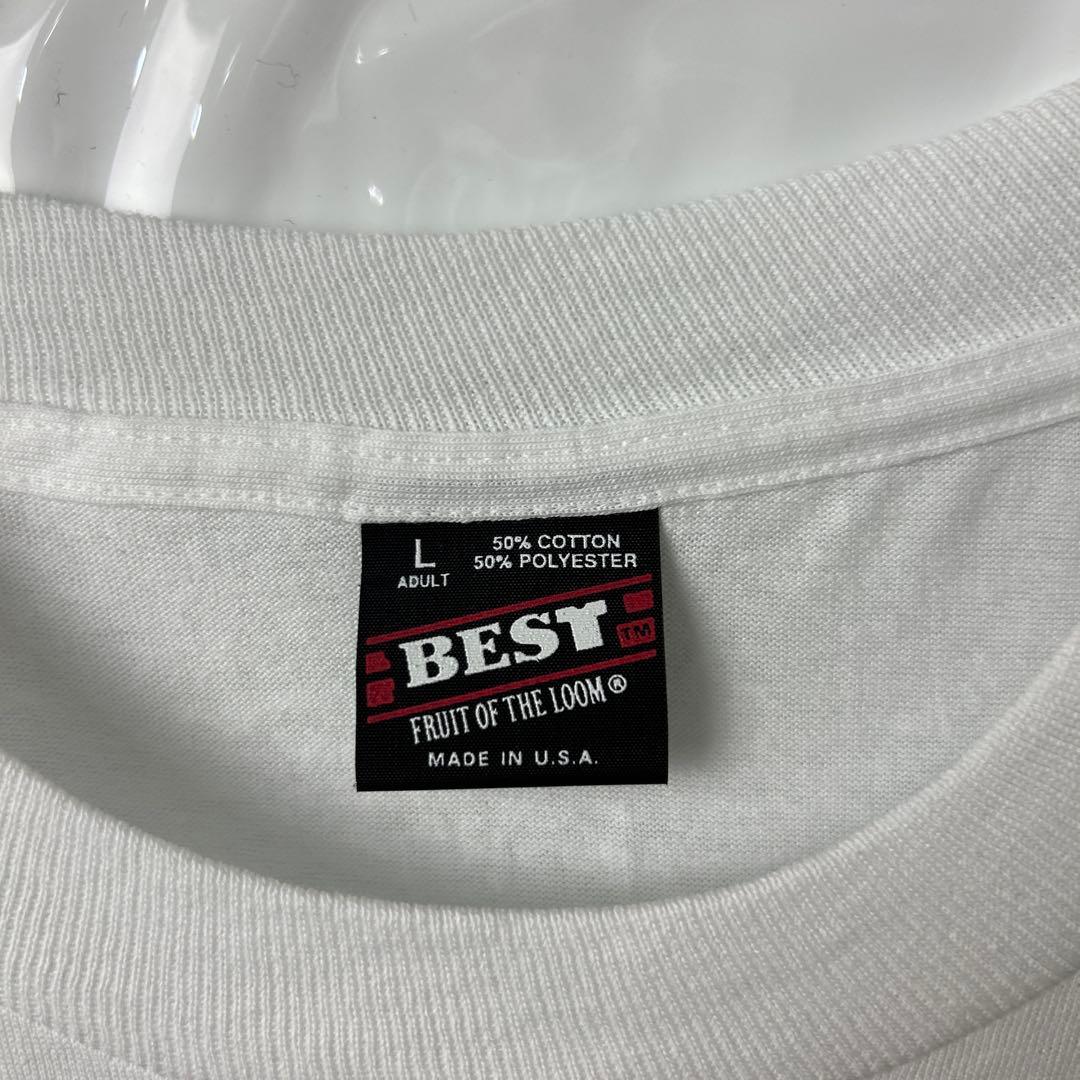 L
ADULT
50% COTTON
50% POLYESTER
BEST
TM
FRUIT OF THE LOOM®
MADE IN U.S.A.